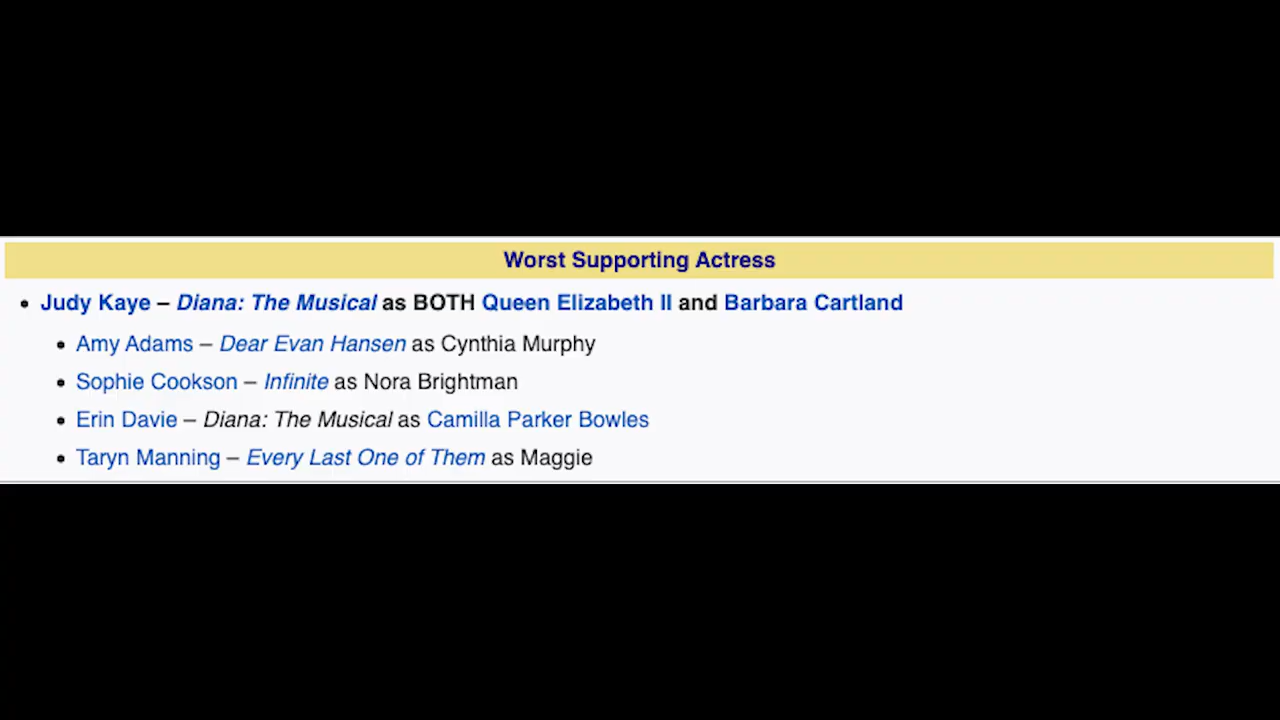 Worst Supporting Actress
• Judy Kaye – Diana: The Musical as BOTH Queen Elizabeth II and Barbara Cartland
• Amy Adams – Dear Evan Hansen as Cynthia Murphy
• Sophie Cookson – Infinite as Nora Brightman
• Erin Davie – Diana: The Musical as Camilla Parker Bowles
• Taryn Manning – Every Last One of Them as Maggie